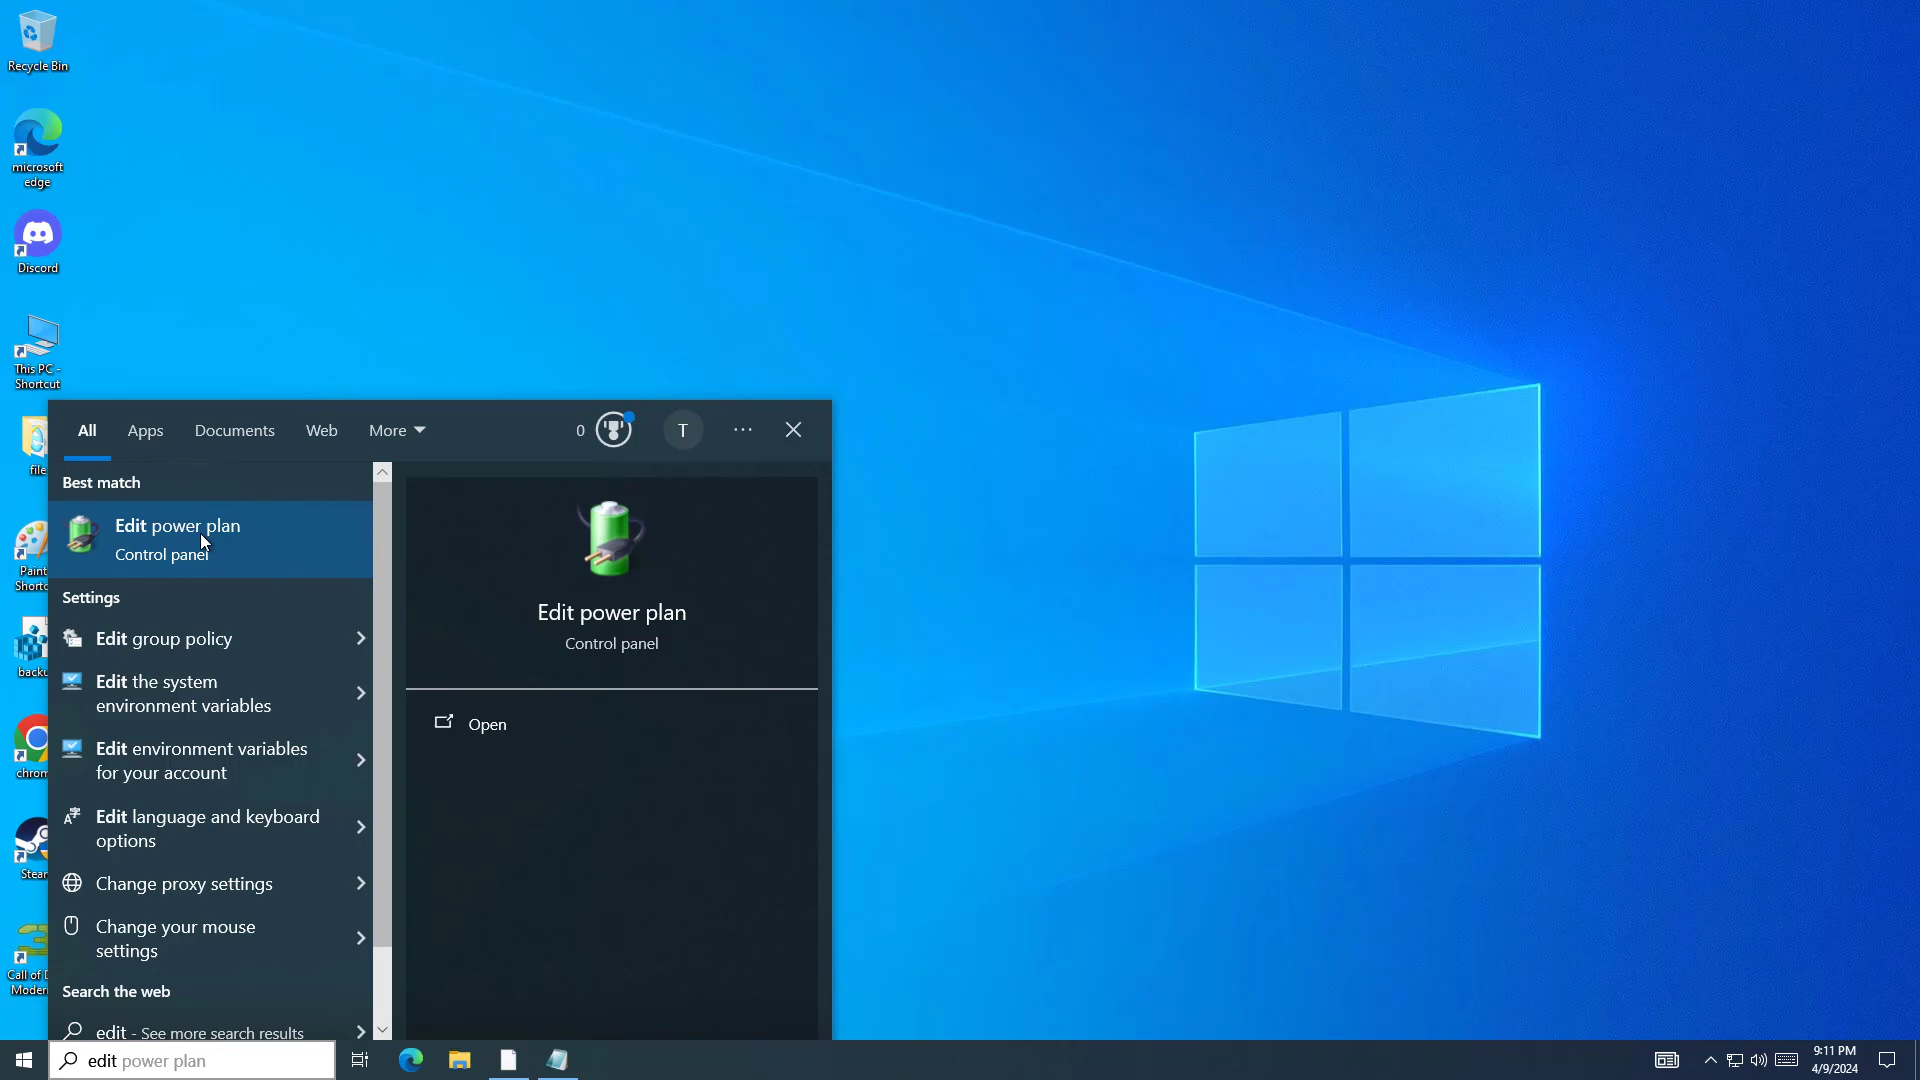 Recycle Bin
microsoft
edge
Discord
This PC -
Shortcut
file
Paint
Shortc
backu
chrom
Stear
Call of D
Moder
All
Apps
Documents
Web
More
0
T
Best match
Edit power plan
Control panel
Settings
Edit group policy
Edit the system
environment variables
Edit environment variables
for your account
Edit language and keyboard
options
Change proxy settings
Change your mouse
settings
Search the web
edit - See more search results
Edit power plan
Control panel
Open
edit power plan
9:11 PM
4/9/2024